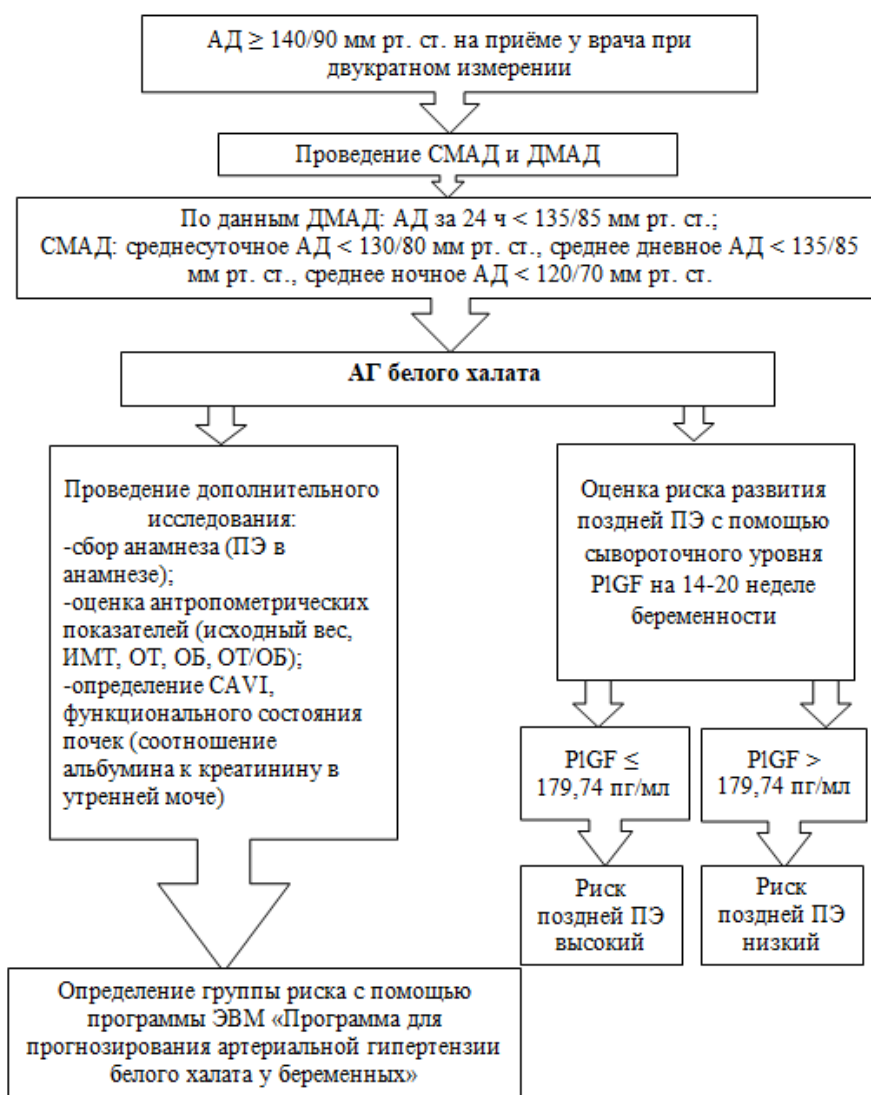 АД ≥ 140/90 мм рт. ст. на приёме у врача при
двукратном измерении
Проведение СМАД и ДМАД
По данным ДМАД: АД за 24 ч < 135/85 мм рт. ст.;
СМАД: среднесуточное АД < 130/80 мм рт. ст., среднее дневное АД < 135/85
мм рт. ст., среднее ночное АД < 120/70 мм рт. ст.
АГ белого халата
Проведение дополнительного
исследования:
-сбор анамнеза (ПЭ в
анамнезе);
-оценка антропометрических
показателей (исходный вес,
ИМТ, ОТ, ОБ, ОТ/ОБ);
-определение CAVI,
функционального состояния
почек (соотношение
альбумина к креатинину в
утренней моче)
Определение группы риска с помощью
программы ЭВМ «Программа для
прогнозирования артериальной гипертензии
белого халата у беременных»
Оценка риска развития
поздней ПЭ с помощью
сывороточного уровня
PlGF на 14-20 неделе
беременности
PlGF ≤
179,74 пг/мл
PlGF >
179,74 пг/мл
Риск
поздней ПЭ
высокий
Риск
поздней ПЭ
низкий